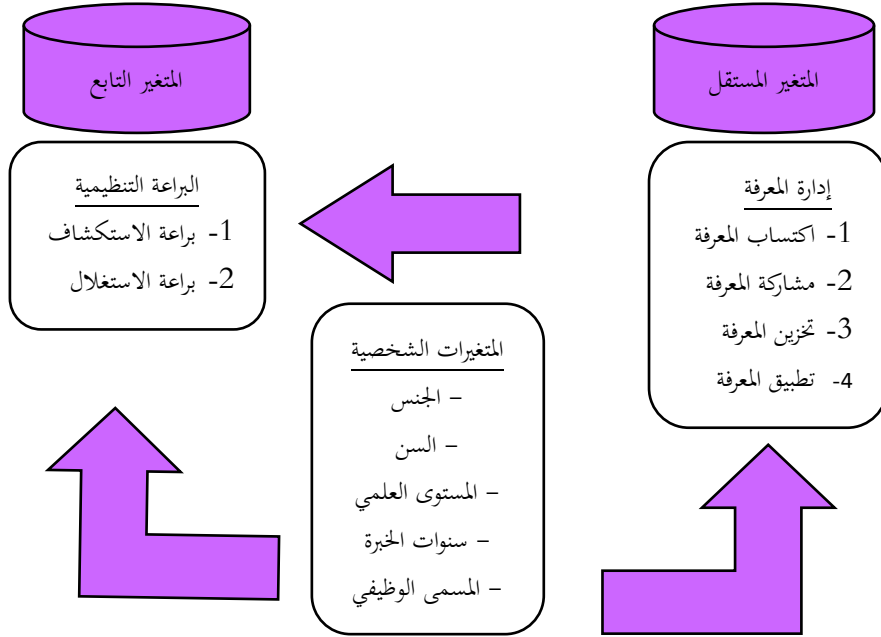 المتغير المستقل
إدارة المعرفة
1- اكتساب المعرفة
2- مشاركة المعرفة
3- تخزين المعرفة
4- تطبيق المعرفة
المتغير التابع
البراعة التنظيمية
1- براعة الاستكشاف
2- براعة الاستغلال
المتغيرات الشخصية
– الجنس
– السن
– المستوى العلمي
– سنوات الخبرة
– المسمى الوظيفي